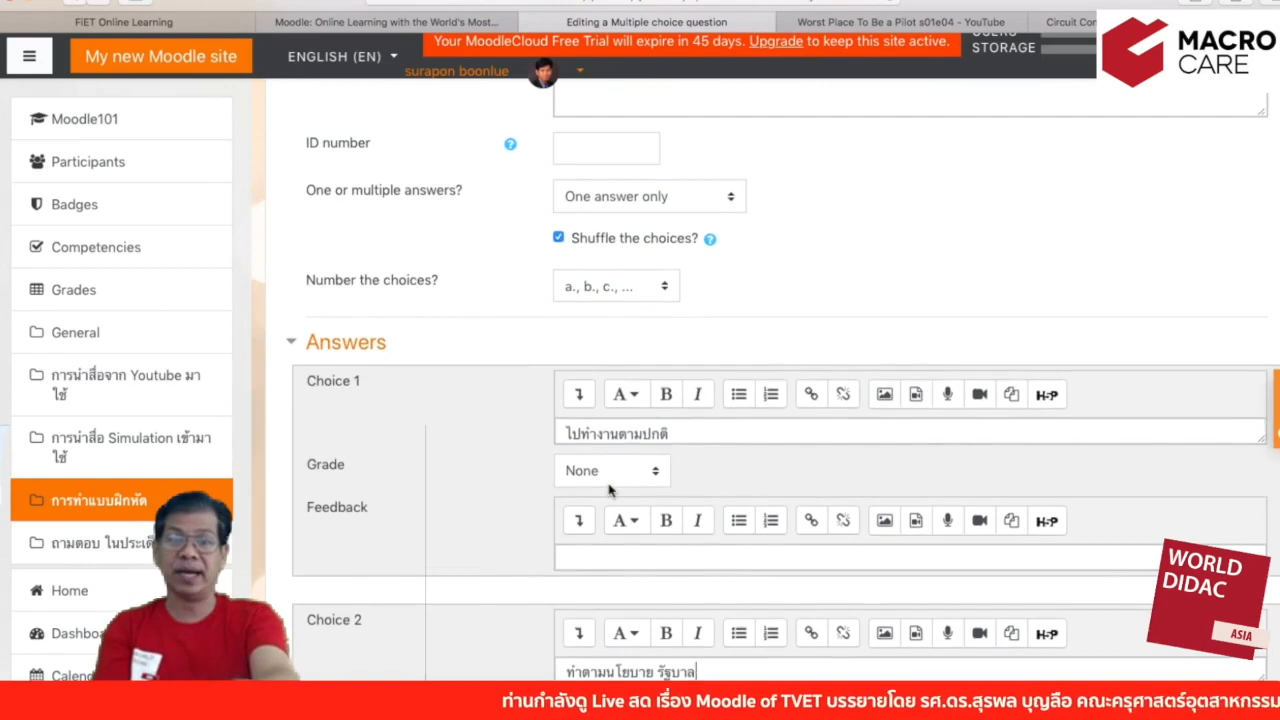 FiET Online Learning
Moodle: Online Learning with the World's Most...
Editing a Multiple choice question
Worst Place To Be a Pilot s01e04 - YouTube
My new Moodle site
ENGLISH (EN)
Your MoodleCloud Free Trial will expire in 45 days. Upgrade to keep this site active.
STORAGE
surapon boonlue
MACRO
CARE
Moodle101
Participants
Badges
Competencies
Grades
General
การนำสื่อจาก Youtube มา
ใช้
การนำสื่อ Simulation เข้ามา
ใช้
การทำแบบฝึกหัด
ถามตอบ ในประเด็
Home
ID number
One or multiple answers?
One answer only
Shuffle the choices?
Number the choices?
a., b., c., ...
Answers
Choice 1
A
B
I
H-P
ไปทำงานตามปกติ
Grade
None
Feedback
A
B
I
H-P
Choice 2
A
B
I
H-P
ทำตามนโยบาย รัฐบาล
WORLD
DIDAC
ASIA
ท่านกำลังดู Live สด เรื่อง Moodle of TVET บรรยายโดย รศ.ดร.สุรพล บุญลือ คณะครุศาสตร์อุตสาหกรรม